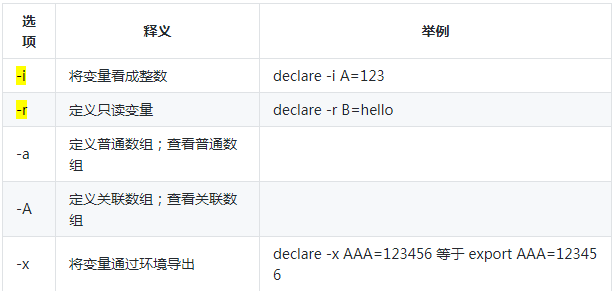 选项 释义 举例
-i 将变量看成整数 declare -i A=123
-r 定义只读变量 declare -r B=hello
-a 定义普通数组；查看普通数组
-A 定义关联数组；查看关联数组
-x 将变量通过环境导出 declare -x AAA=123456 等于 export AAA=123456